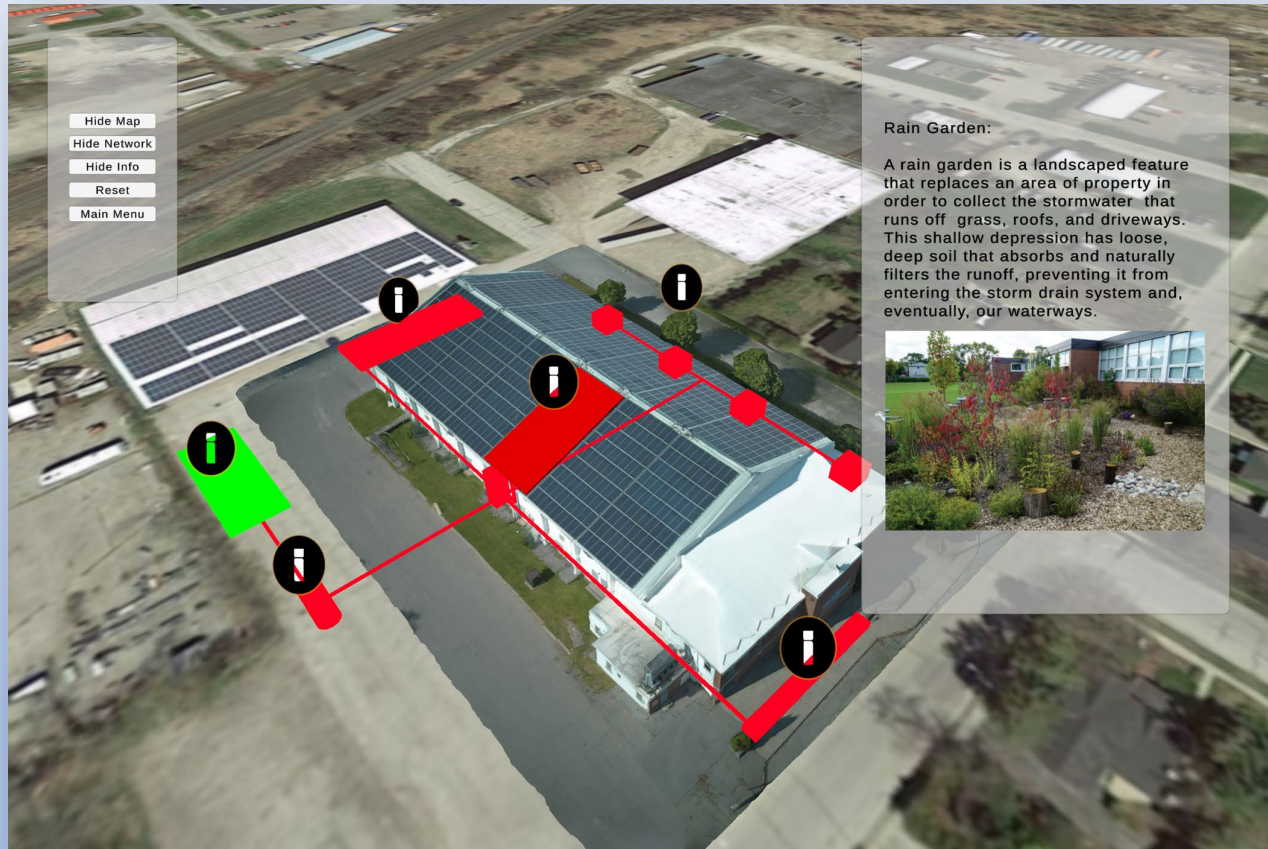 Hide Map
Hide Network
Hide Info
Reset
Main Menu
Rain Garden:
A rain garden is a landscaped feature
that replaces an area of property in
order to collect the stormwater that
runs off grass, roofs, and driveways.
This shallow depression has loose,
deep soil that absorbs and naturally
filters the runoff, preventing it from
entering the storm drain system and,
eventually, our waterways.
i
i
i
i
i
i